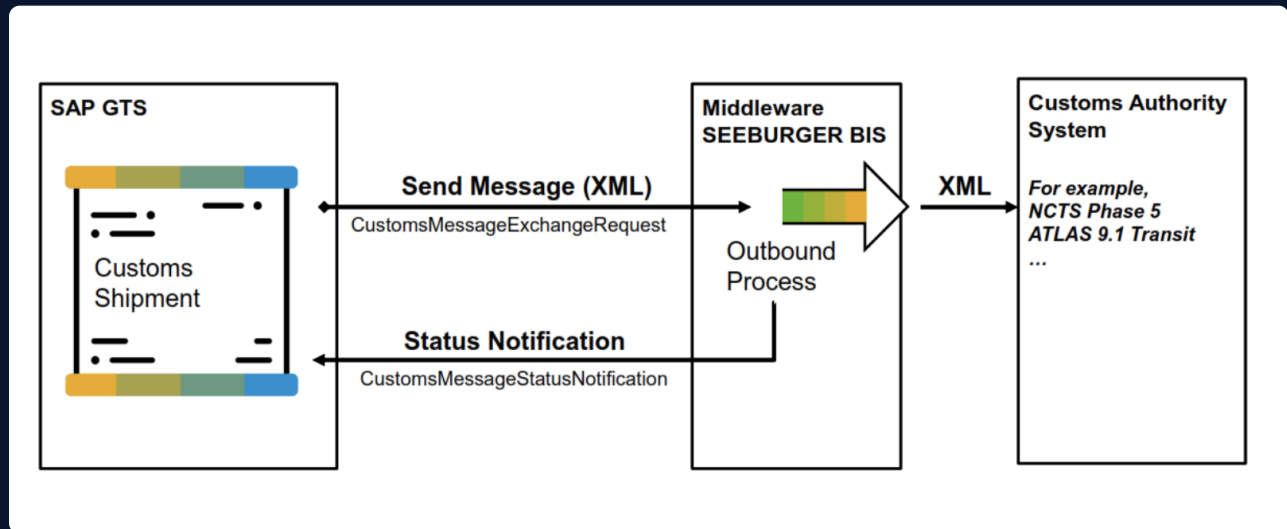 SAP GTS
Customs
Shipment
Send Message (XML)
CustomsMessageExchangeRequest
Status Notification
CustomsMessageStatusNotification
Middleware
SEEBURGER BIS
Outbound
Process
XML
Customs Authority
System
For example,
NCTS Phase 5
ATLAS 9.1 Transit
...